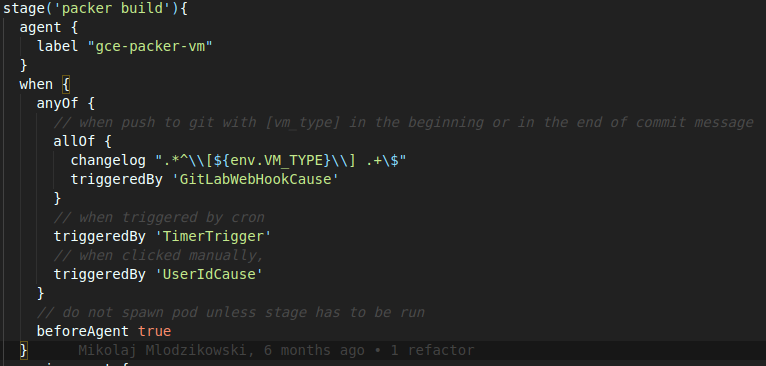 stage('packer build'){
agent {
label "gce-packer-vm"
}
when {
anyOf {
// when push to git with [vm_type] in the beginning or in the end of commit message
allOf {
changelog ".*^\\[${env.VM_TYPE}\\] .+\$"
triggeredBy 'GitLabWebHookCause'
}
// when triggered by cron
triggeredBy 'TimerTrigger'
// when clicked manually,
triggeredBy 'UserIdCause'
}
// do not spawn pod unless stage has to be run
beforeAgent true
} Mikolaj Mlodzikowski, 6 months ago • 1 refactor